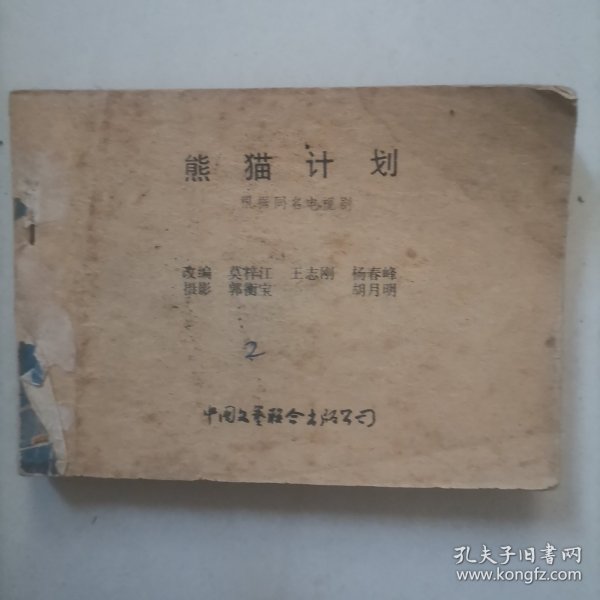 熊猫计划
根据同名电视剧
改编 莫梓江 王志刚 杨春峰
摄影 郭衡宝 胡月明
2
中国文艺联合出版公司
孔夫子旧书网
www.kongfz.com